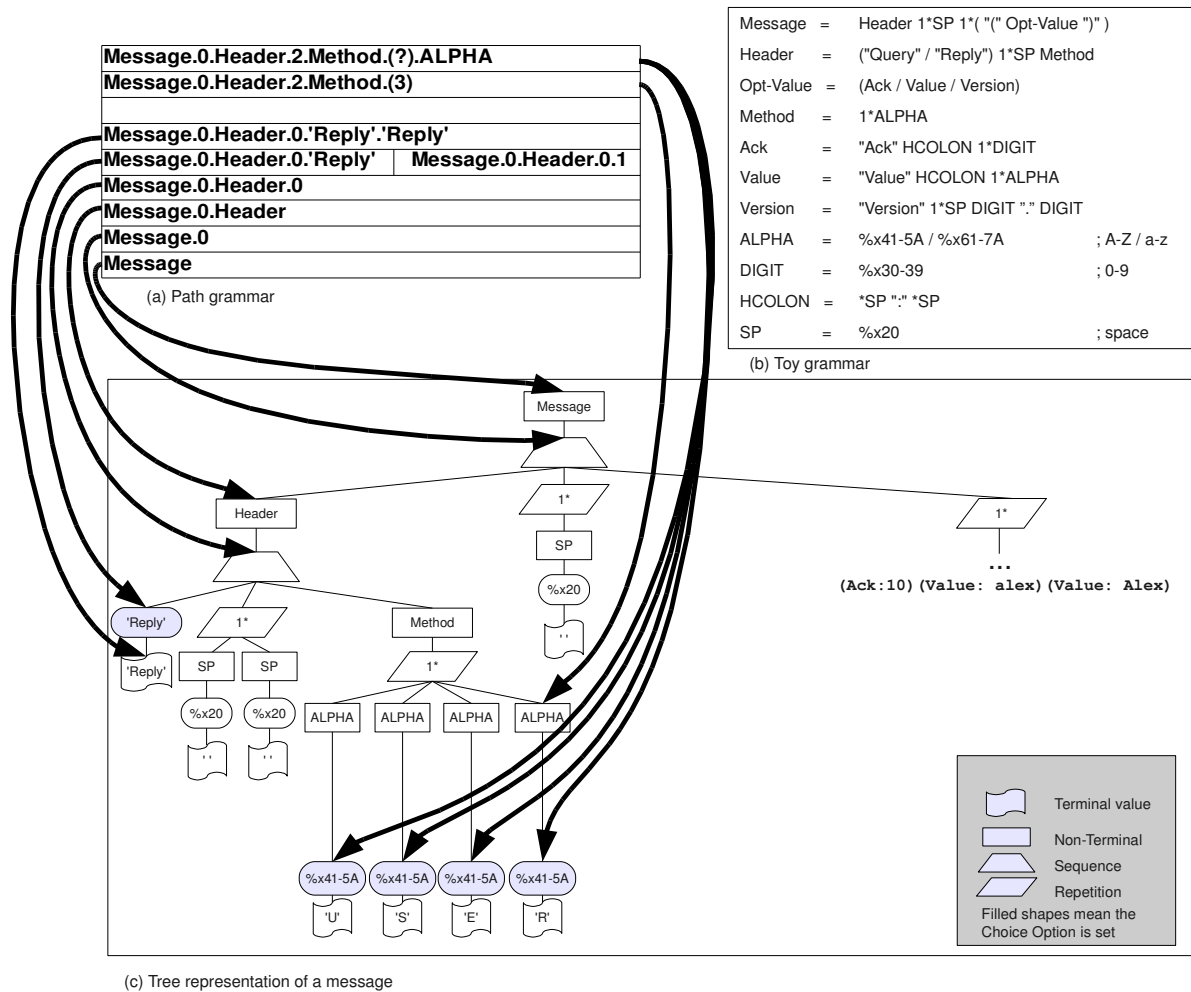 Message.0.Header.2.Method.(?).ALPHA
Message.0.Header.2.Method.(3)
Message.0.Header.0.'Reply'.'Reply'
Message.0.Header.0.'Reply' Message.0.Header.0.1
Message.0.Header.0
Message.0.Header
Message.0
Message
(a) Path grammar
Message = Header 1*SP 1*( "(" Opt-Value ")" )
Header = ("Query" / "Reply") 1*SP Method
Opt-Value = (Ack / Value / Version)
Method = 1*ALPHA
Ack = "Ack" HCOLON 1*DIGIT
Value = "Value" HCOLON 1*ALPHA
Version = "Version" 1*SP DIGIT "." DIGIT
ALPHA = %x41-5A / %x61-7A ; A-Z / a-z
DIGIT = %x30-39 ; 0-9
HCOLON = *SP ":" *SP
SP = %x20 ; space
(b) Toy grammar
Message
Header 1* 1*
SP
...
%x20
(Ack:10)(Value: alex)(Value: Alex)
'Reply' 1* Method
' '
'Reply' SP SP 1*
%x20 %x20 ALPHA ALPHA ALPHA ALPHA
' ' ' '
%x41-5A %x41-5A %x41-5A %x41-5A
'U' 'S' 'E' 'R'
Terminal value
Non-Terminal
Sequence
Repetition
Filled shapes mean the
Choice Option is set
(c) Tree representation of a message